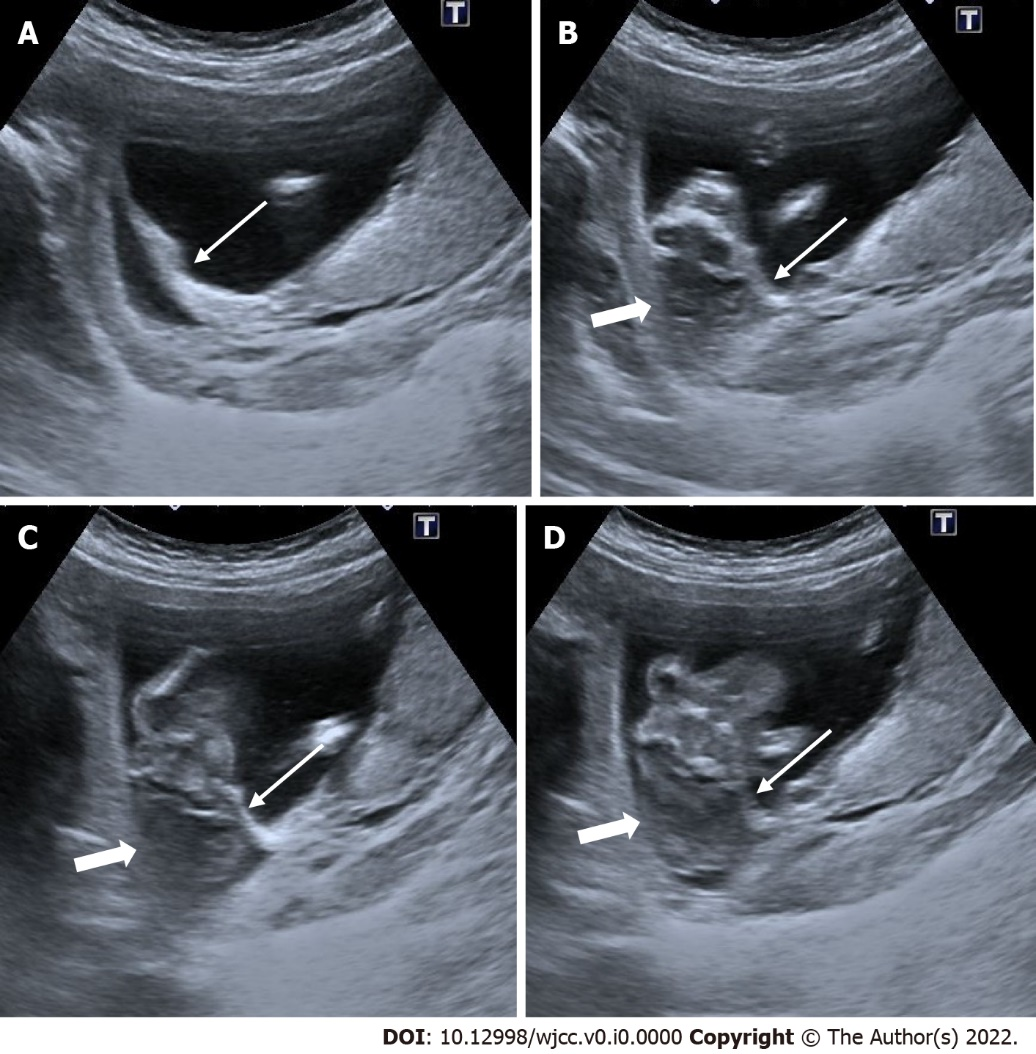 A
T
B
T
C
T
D
T
DOI: 10.12998/wjcc.v0.i0.0000 Copyright © The Author(s) 2022.